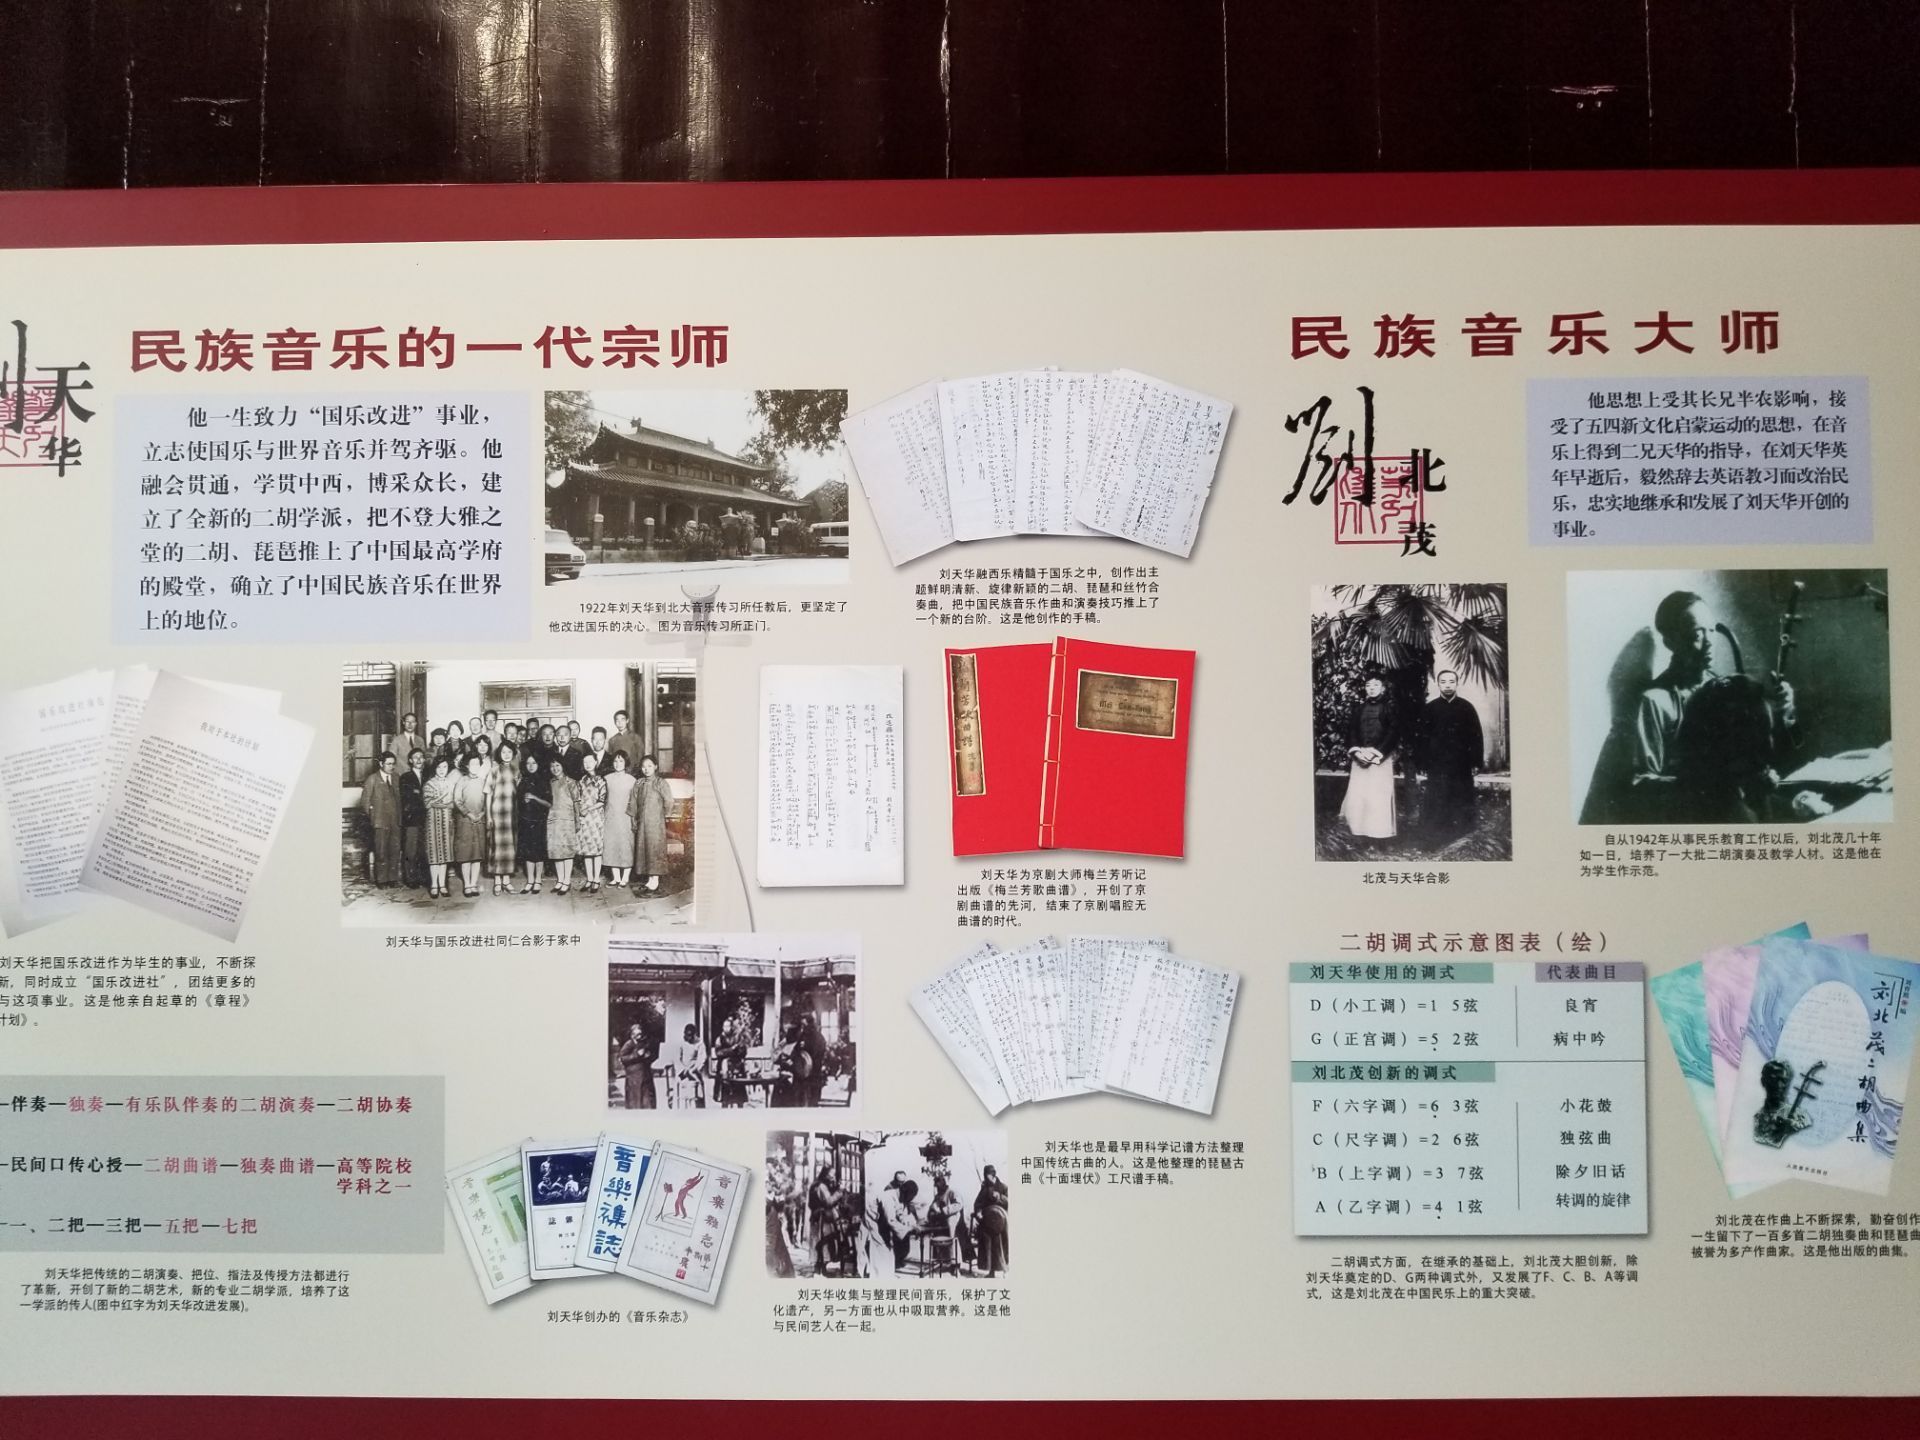 天华
民族音乐的一代宗师
他一生致力“国乐改进”事业，
立志使国乐与世界音乐并驾齐驱。他
融会贯通，学贯中西，博采众长，建
立了全新的二胡学派，把不登大雅之
堂的二胡、琵琶推上了中国最高学府
的殿堂，确立了中国民族音乐在世界
上的地位。
1922年刘天华到北大音乐传习所任教后，更坚定了
他改进国乐的决心。图为音乐传习所正门。
刘天华融西乐精髓于国乐之中，创作出主
题鲜明清新、旋律新颖的二胡、琵琶和丝竹合
奏曲，把中国民族音乐作曲和演奏技巧推上了
一个新的台阶。这是他创作的手稿。
我对于本社的计划
刘天华与国乐改进社同仁合影于家中
刘天华把国乐改进作为毕生的事业，不断探
新，同时成立“国乐改进社”，团结更多的
与这项事业。这是他亲自起草的《章程》
计划》。
刘天华为京剧大师梅兰芳听记
出版《梅兰芳歌曲谱》，开创了京
剧曲谱的先河，结束了京剧唱腔无
曲谱的时代。
—伴奏—独奏—有乐队伴奏的二胡演奏—二胡协奏
—民间口传心授—二胡曲谱—独奏曲谱—高等院校
学科之一
一、二把—三把—五把—七把
刘天华把传统的二胡演奏、把位、指法及传授方法都进行
了革新，开创了新的二胡艺术，新的专业二胡学派，培养了这
一学派的传人(图中红字为刘天华改进发展)。
音樂雜志
音樂雜誌
刘天华创办的《音乐杂志》
刘天华收集与整理民间音乐，保护了文
化遗产，另一方面也从中吸取营养。这是他
与民间艺人在一起。
刘天华也是最早用科学记谱方法整理
中国传统古曲的人。这是他整理的琵琶古
曲《十面埋伏》工尺谱手稿。
民族音乐大师
劉北茂
他思想上受其长兄半农影响，接
受了五四新文化启蒙运动的思想，在音
乐上得到二兄天华的指导，在刘天华英
年早逝后，毅然辞去英语教习而改治民
乐，忠实地继承和发展了刘天华开创的
事业。
北茂与天华合影
自从1942年从事民乐教育工作以后，刘北茂几十年
如一日，培养了一大批二胡演奏及教学人材。这是他在
为学生作示范。
二胡调式示意图表（绘）
刘天华使用的调式 代表曲目
D（小工调）=1 5弦 良宵
G（正宫调）=5̣ 2弦 病中吟
刘北茂创新的调式
F（六字调）=6̣ 3弦 小花鼓
C（尺字调）=2 6弦 独弦曲
♭B（上字调）=3 7弦 除夕旧话
A（乙字调）=4̣ 1弦 转调的旋律
二胡调式方面，在继承的基础上，刘北茂大胆创新，除
刘天华奠定的D、G两种调式外，又发展了F、C、B、A等调
式，这是刘北茂在中国民乐上的重大突破。
刘北茂二胡曲集
人民音乐出版社
刘北茂在作曲上不断探索，勤奋创作
一生留下了一百多首二胡独奏曲和琵琶曲
被誉为多产作曲家。这是他出版的曲集。